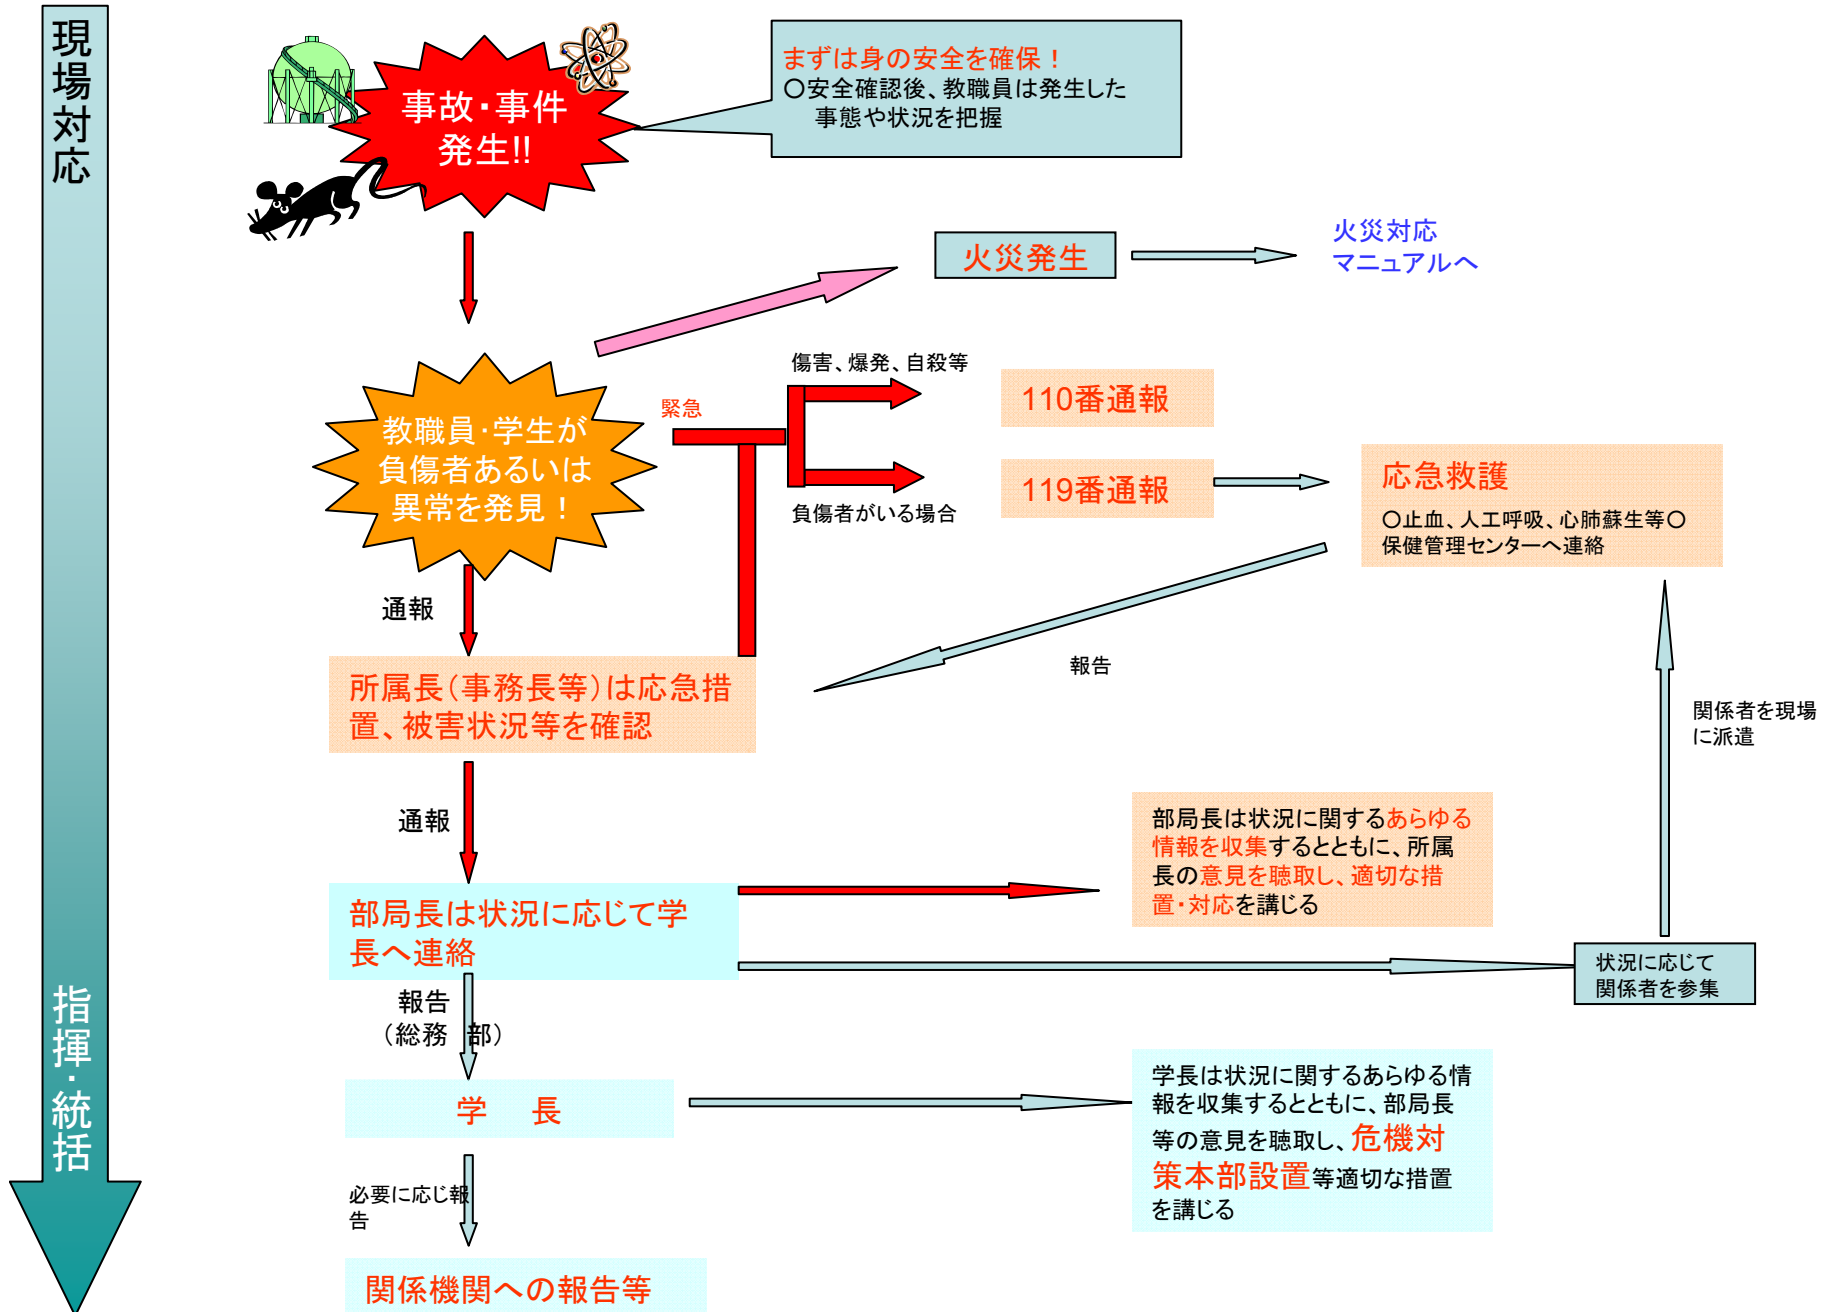 現場対応
指揮・統括
事故・事件
発生!!
まずは身の安全を確保！
○安全確認後、教職員は発生した
事態や状況を把握
火災発生
火災対応
マニュアルへ
教職員・学生が
負傷者あるいは
異常を発見！
緊急
傷害、爆発、自殺等
110番通報
119番通報
負傷者がいる場合
応急救護
○止血、人工呼吸、心肺蘇生等○
保健管理センターへ連絡
通報
報告
所属長（事務長等）は応急措
置、被害状況等を確認
関係者を現場
に派遣
通報
部局長は状況に関するあらゆる
情報を収集するとともに、所属
長の意見を聴取し、適切な措
置・対応を講じる
部局長は状況に応じて学
長へ連絡
状況に応じて
関係者を参集
報告
（総務　部）
学　長
学長は状況に関するあらゆる情
報を収集するとともに、部局長
等の意見を聴取し、危機対
策本部設置等適切な措置
を講じる
必要に応じ報
告
関係機関への報告等